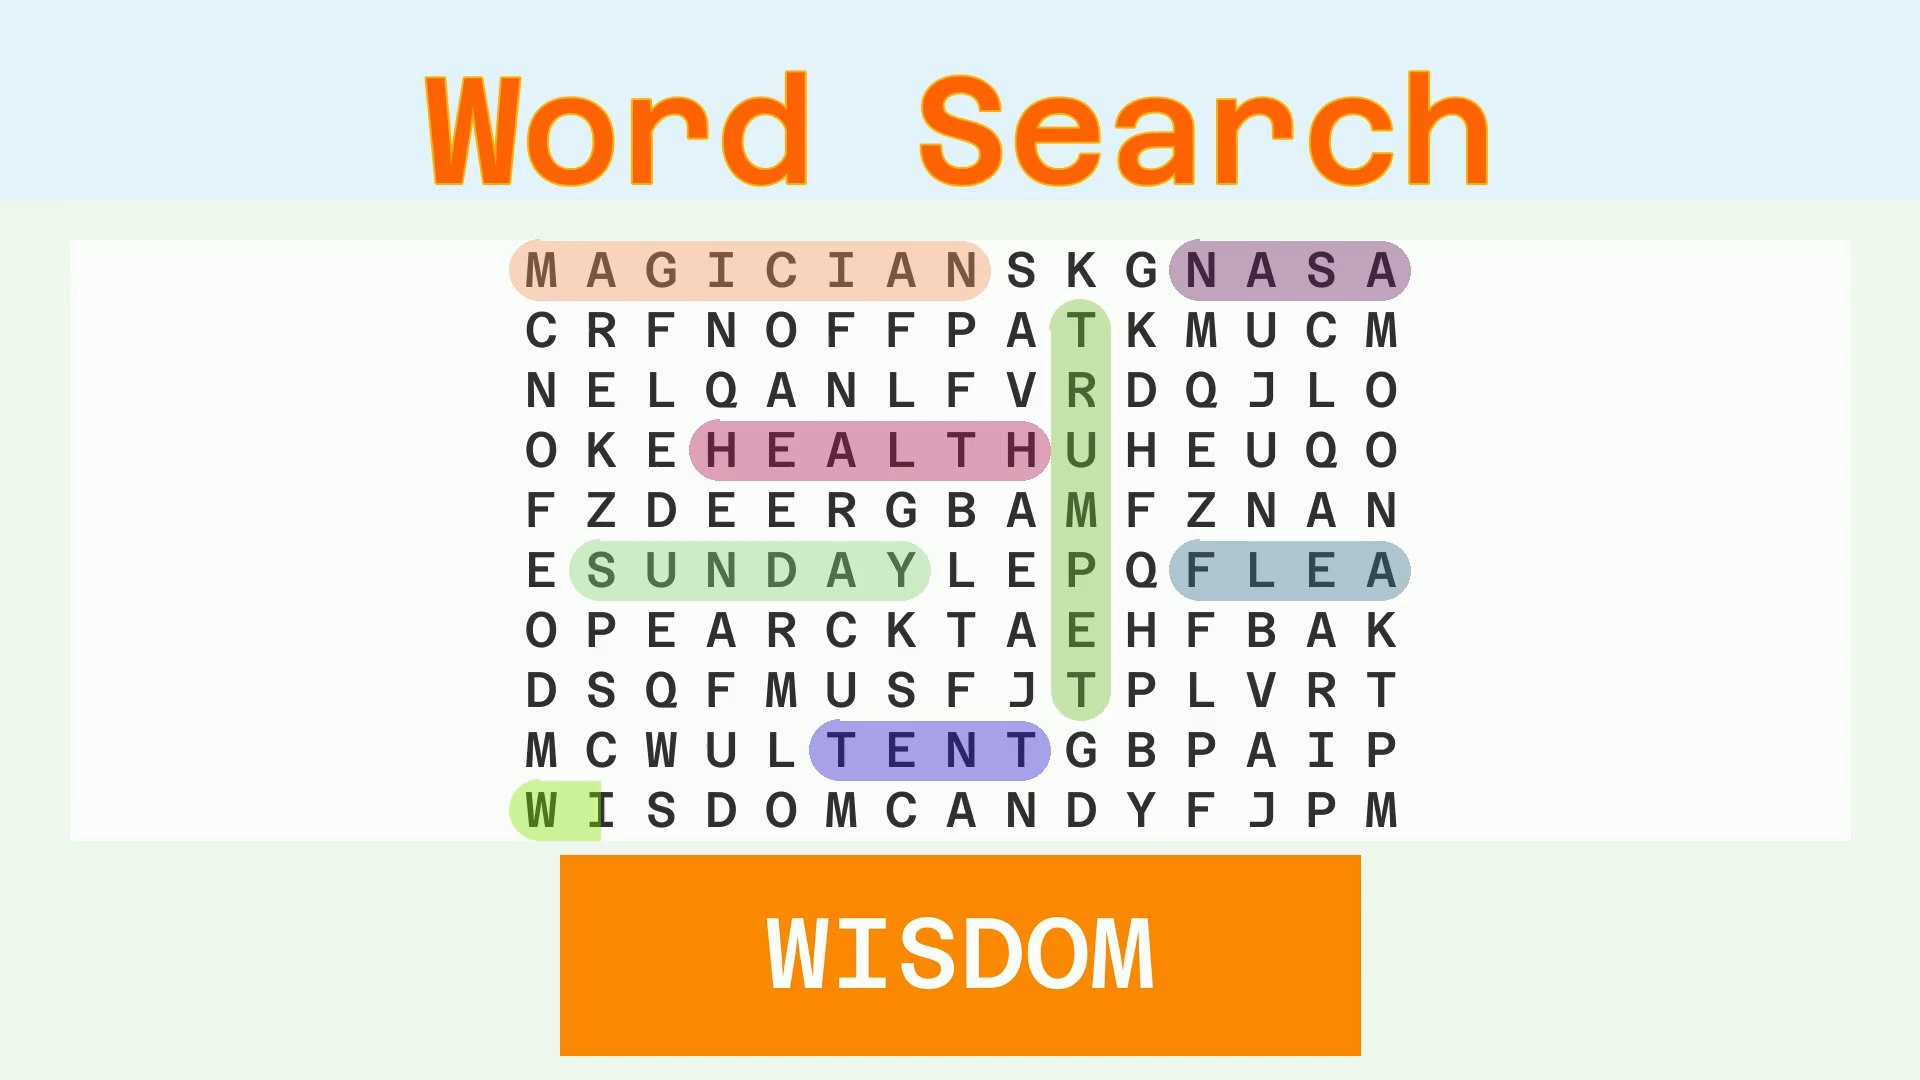 Word Search
M A G I C I A N S K G N A S A
C R F N O F F P A T K M U C M
N E L Q A N L F V R D Q J L O
O K E H E A L T H U H E U Q O
F Z D E E R G B A M F Z N A N
E S U N D A Y L E P Q F L E A
O P E A R C K T A E H F B A K
D S Q F M U S F J T P L V R T
M C W U L T E N T G B P A I P
W I S D O M C A N D Y F J P M
WISDOM